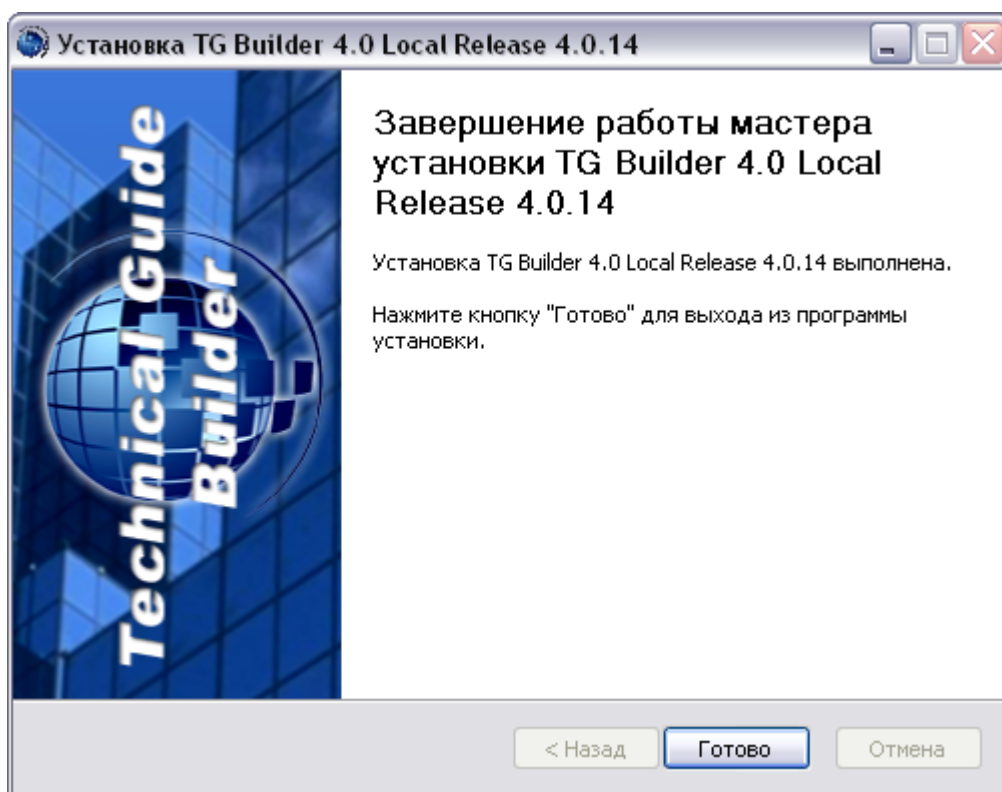 Установка TG Builder 4.0 Local Release 4.0.14
Technical Guide
Builder
Завершение работы мастера
установки TG Builder 4.0 Local
Release 4.0.14
Установка TG Builder 4.0 Local Release 4.0.14 выполнена.
Нажмите кнопку "Готово" для выхода из программы
установки.
< Назад
Готово
Отмена